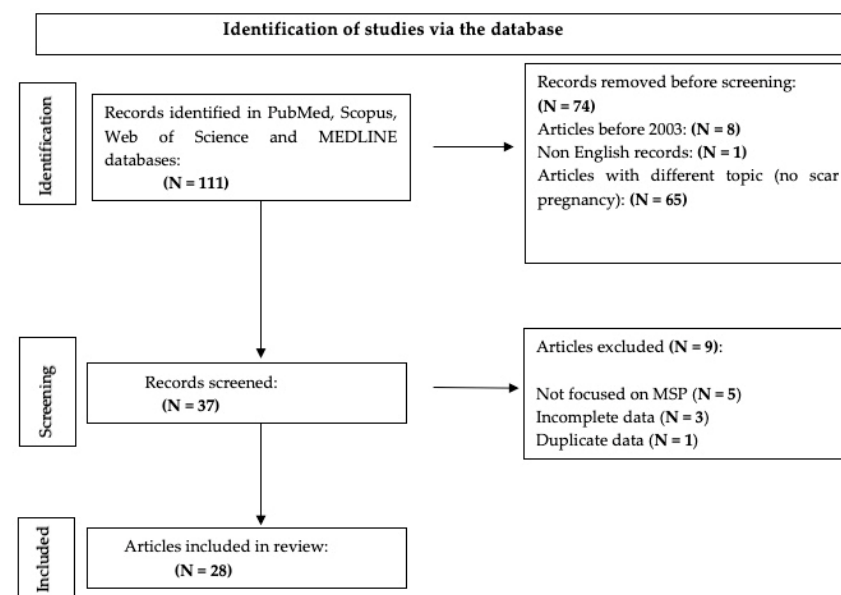 Identification of studies via the database
Identification
Records identified in PubMed, Scopus,
Web of Science and MEDLINE
databases:
(N = 111)
Records removed before screening:
(N = 74)
Articles before 2003: (N = 8)
Non English records: (N = 1)
Articles with different topic (no scar
pregnancy): (N = 65)
Screening
Records screened:
(N = 37)
Articles excluded (N = 9):
Not focused on MSP (N = 5)
Incomplete data (N = 3)
Duplicate data (N = 1)
Included
Articles included in review:
(N = 28)